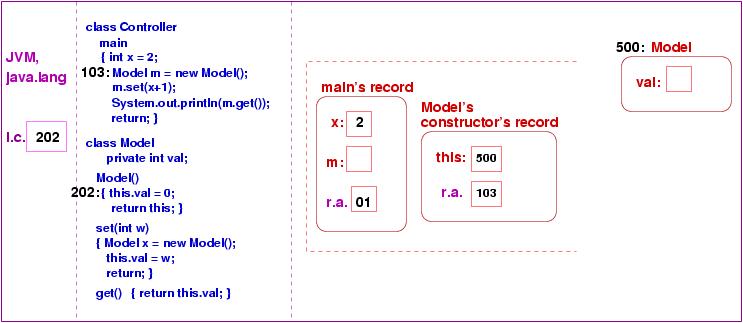 JVM,
java.lang
i.c. 202
class Controller
main
{ int x = 2;
103: Model m = new Model();
m.set(x+1);
System.out.println(m.get());
return; }
class Model
private int val;
Model()
202: { this.val = 0;
return this; }
set(int w)
{ Model x = new Model();
this.val = w;
return; }
get() { return this.val; }
main's record
x: 2
m:
r.a. 01
Model's
constructor's record
this: 500
r.a. 103
500: Model
val: